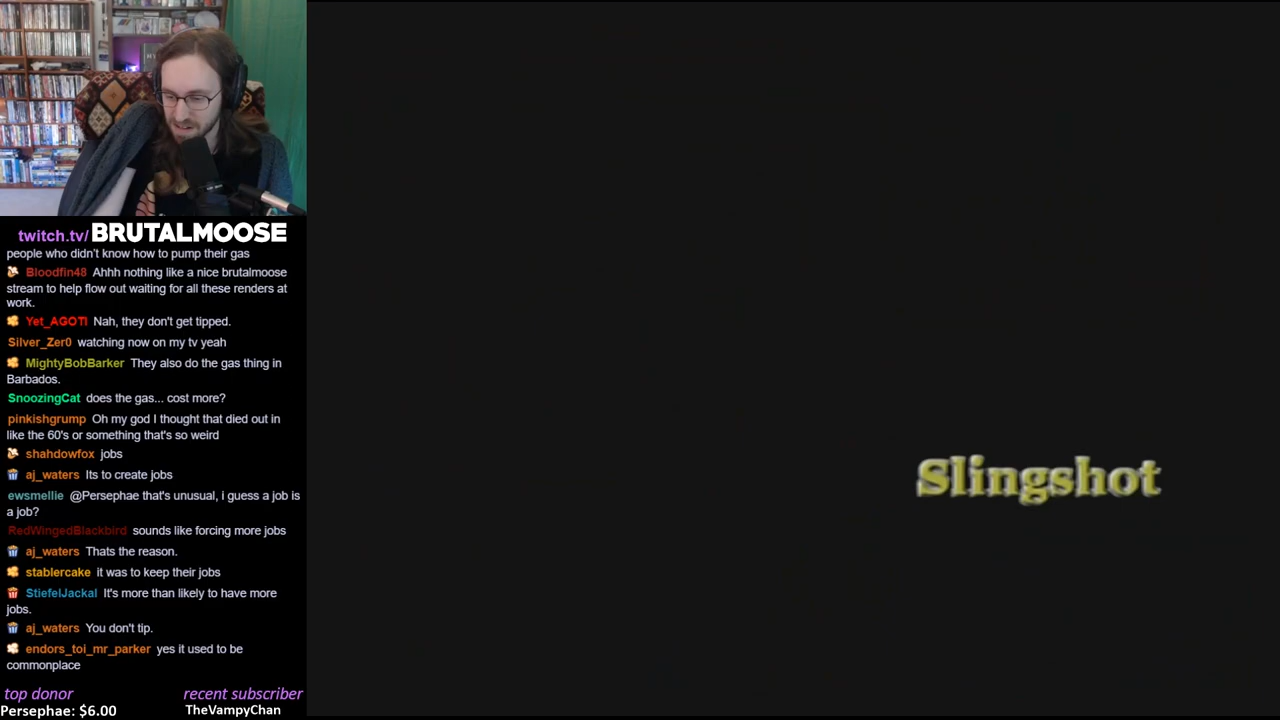 twitch.tv/BRUTALMOOSE
people who didn't know how to pump their gas
Bloodfin48 Ahhh nothing like a nice brutalmoose
stream to help flow out waiting for all these renders at
work.
Yet_AGOTI Nah, they don't get tipped.
Silver_Zer0 watching now on my tv yeah
MightyBobBarker They also do the gas thing in
Barbados.
SnoozingCat does the gas... cost more?
pinkishgrump Oh my god I thought that died out in
like the 60's or something that's so weird
shahdowfox jobs
aj_waters Its to create jobs
ewsmellie @Persephae that's unusual, i guess a job is
a job?
RedWingedBlackbird sounds like forcing more jobs
aj_waters Thats the reason.
stablercake it was to keep their jobs
StiefelJackal It's more than likely to have more
jobs.
aj_waters You don't tip.
endors_toi_mr_parker yes it used to be
commonplace
top donor
Persephae: $6.00
recent subscriber
TheVampyChan
Slingshot